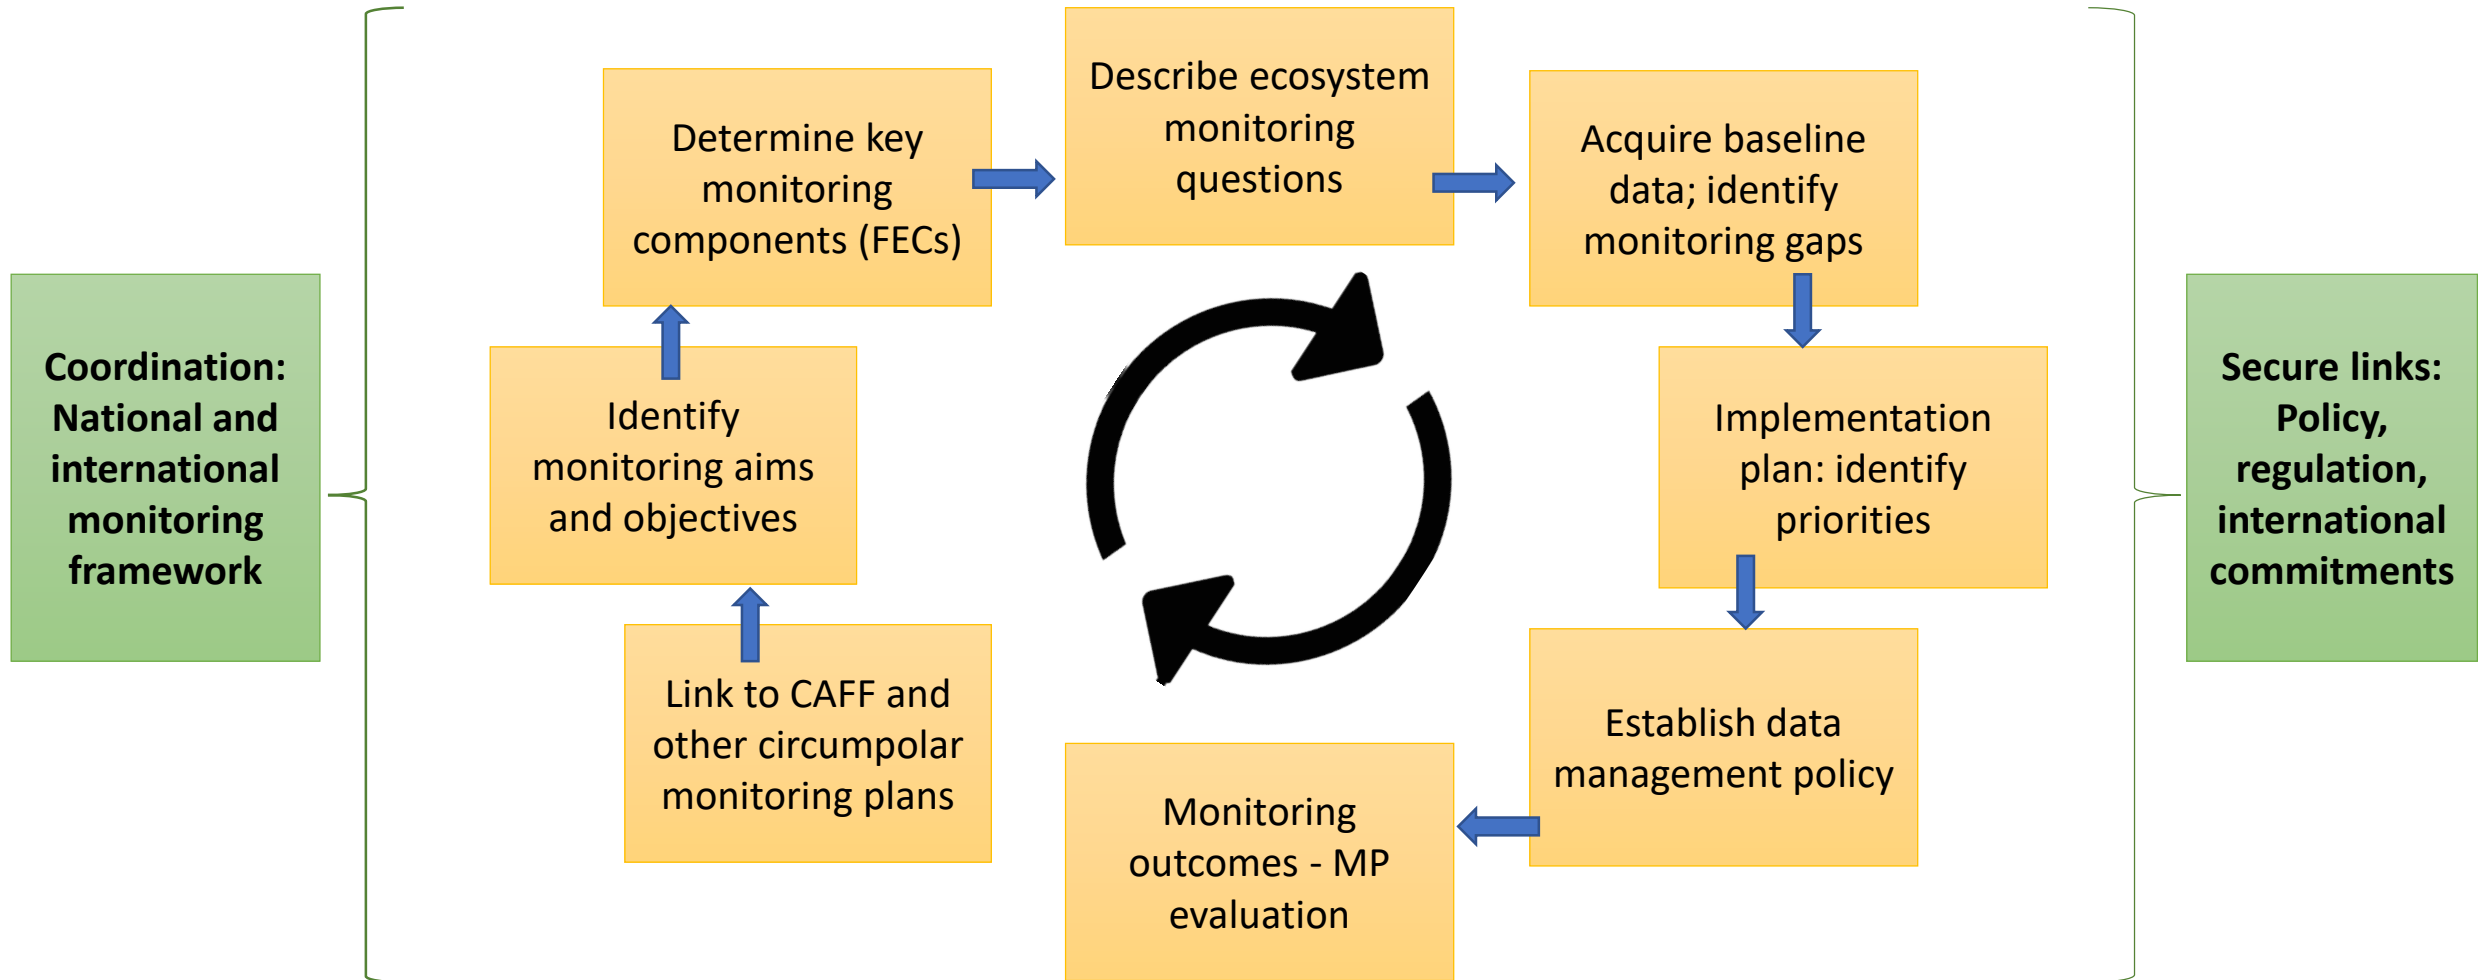 Coordination:
National and
international
monitoring
framework
Link to CAFF and
other circumpolar
monitoring plans
Identify
monitoring aims
and objectives
Determine key
monitoring
components (FECs)
Describe ecosystem
monitoring
questions
Acquire baseline
data; identify
monitoring gaps
Implementation
plan: identify
priorities
Establish data
management policy
Monitoring
outcomes - MP
evaluation
Secure links:
Policy,
regulation,
international
commitments